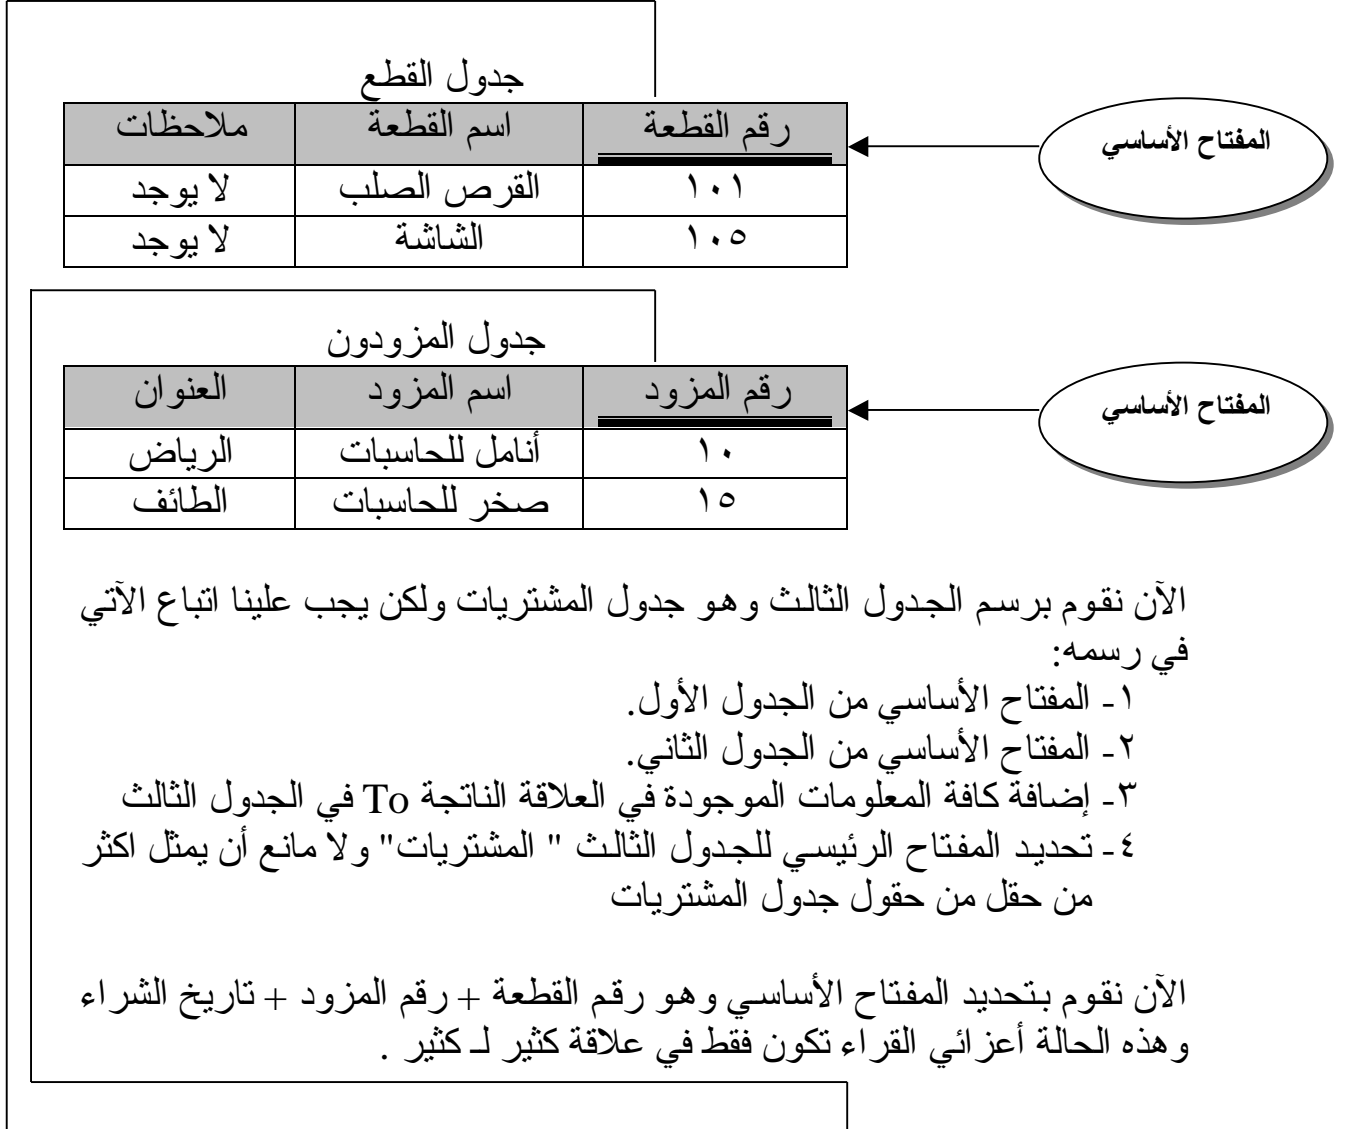 جدول القطع
رقم القطعة اسم القطعة ملاحظات
المفتاح الأساسي
١٠١ القرص الصلب لا يوجد
١٠٥ الشاشة لا يوجد
جدول المزودون
رقم المزود اسم المزود العنوان
المفتاح الأساسي
١٠ أنامل للحاسبات الرياض
١٥ صخر للحاسبات الطائف
الآن نقوم برسم الجدول الثالث وهو جدول المشتريات ولكن يجب علينا اتباع الآتي
في رسمه:
١- المفتاح الأساسي من الجدول الأول.
٢- المفتاح الأساسي من الجدول الثاني.
٣- إضافة كافة المعلومات الموجودة في العلاقة الناتجة To في الجدول الثالث
٤- تحديد المفتاح الرئيسي للجدول الثالث " المشتريات" ولا مانع أن يمثل اكثر
من حقل من حقول جدول المشتريات
الآن نقوم بتحديد المفتاح الأساسي وهو رقم القطعة + رقم المزود + تاريخ الشراء
وهذه الحالة أعزائي القراء تكون فقط في علاقة كثير لـ كثير .